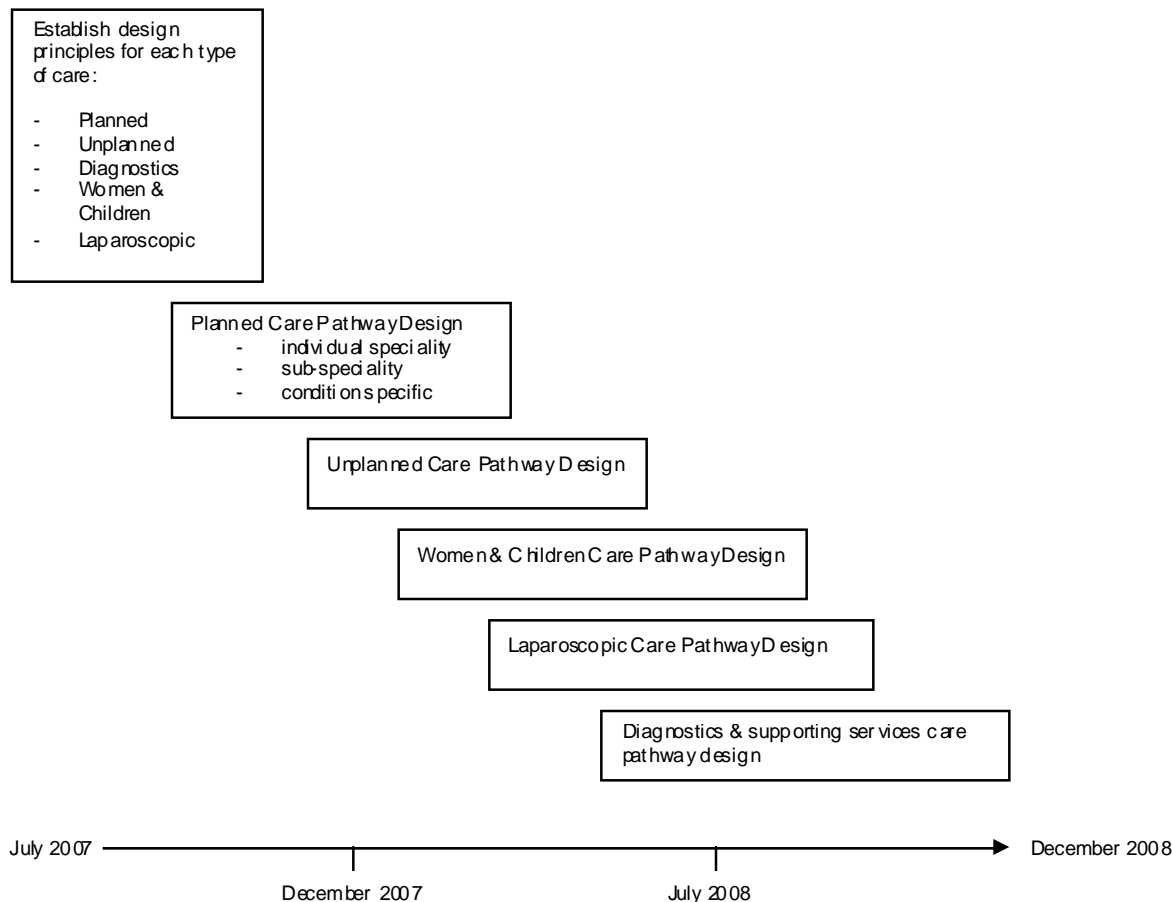 Establish design
principles for each type
of care:
- Planned
- Unplanned
- Diagnostics
- Women &
Children
- Laparoscopic
Planned Care Pathway Design
- individual speciality
- sub-speciality
- condition specific
Unplanned Care Pathway Design
Women & Children Care Pathway Design
Laparoscopic Care Pathway Design
Diagnostics & supporting services care
pathway design
July 2007
December 2008
December 2007
July 2008